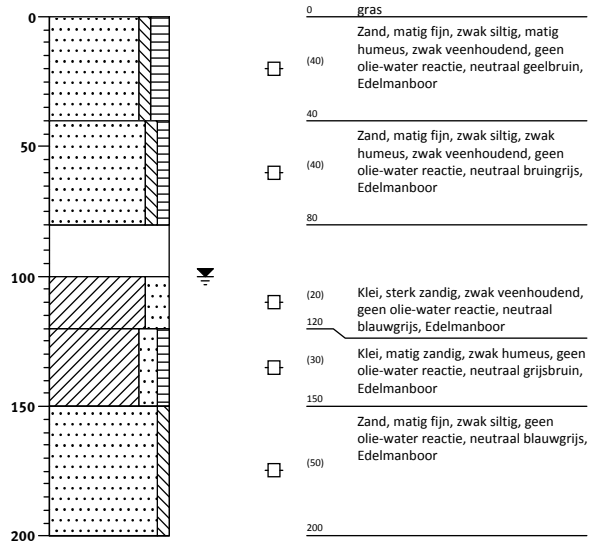 0
50
100
150
200
0 gras
(40)
Zand, matig fijn, zwak siltig, matig
humeus, zwak veenhoudend, geen
olie-water reactie, neutraal geelbruin,
Edelmanboor
40
(40)
Zand, matig fijn, zwak siltig, zwak
humeus, zwak veenhoudend, geen
olie-water reactie, neutraal bruingrijs,
Edelmanboor
80
(20)
Klei, sterk zandig, zwak veenhoudend,
geen olie-water reactie, neutraal
blauwgrijs, Edelmanboor
120
(30)
Klei, matig zandig, zwak humeus, geen
olie-water reactie, neutraal grijsbruin,
Edelmanboor
150
(50)
Zand, matig fijn, zwak siltig, geen
olie-water reactie, neutraal blauwgrijs,
Edelmanboor
200